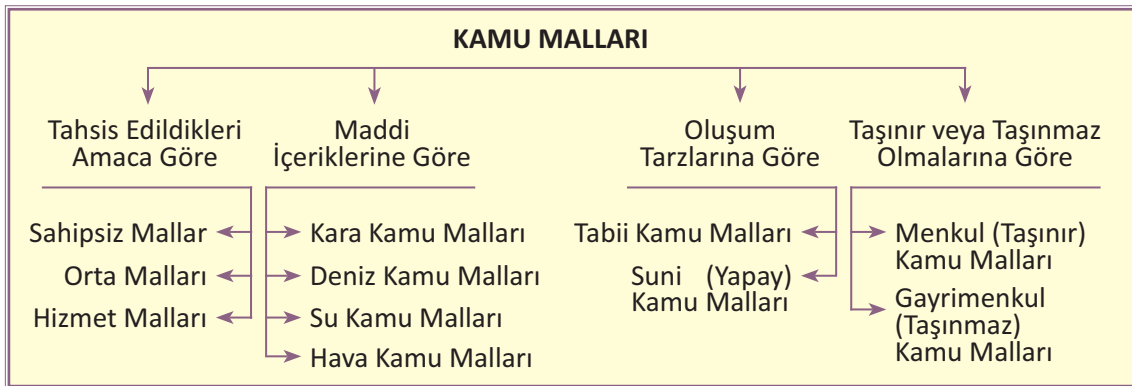 KAMU MALLARI
Tahsis Edildikleri
Amaca Göre
Sahipsiz Mallar
Orta Malları
Hizmet Malları
Maddi
İçeriklerine Göre
Kara Kamu Malları
Deniz Kamu Malları
Su Kamu Malları
Hava Kamu Malları
Oluşum
Tarzlarına Göre
Tabii Kamu Malları
Suni (Yapay)
Kamu Malları
Taşınır veya Taşınmaz
Olmalarına Göre
Menkul (Taşınır)
Kamu Malları
Gayrimenkul
(Taşınmaz)
Kamu Malları